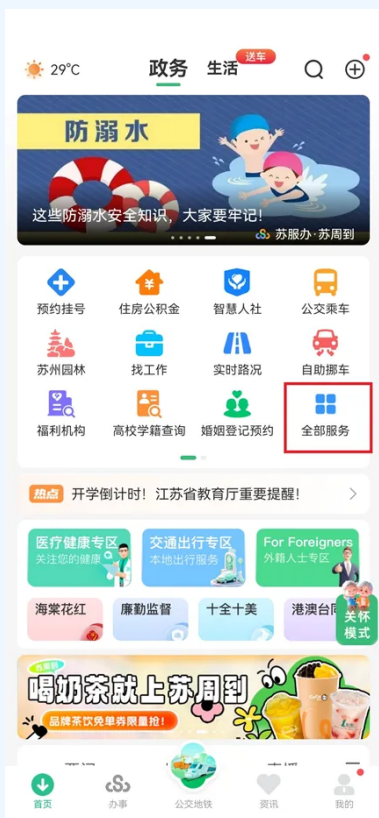 29°C
政务
生活
送车
防溺水
这些防溺水安全知识，大家要牢记！
苏服办·苏周到
预约挂号
住房公积金
智慧人社
公交乘车
苏州园林
找工作
实时路况
自助挪车
福利机构
高校学籍查询
婚姻登记预约
全部服务
热点
开学倒计时！江苏省教育厅重要提醒！
医疗健康专区
关注您的健康
交通出行专区
本地出行服务
For Foreigners
外籍人士专区
海棠花红
廉勤监督
十全十美
港澳台
关怀
模式
喝奶茶就上苏周到
品牌茶饮免单券限量抢！
首页
办事
公交地铁
资讯
我的